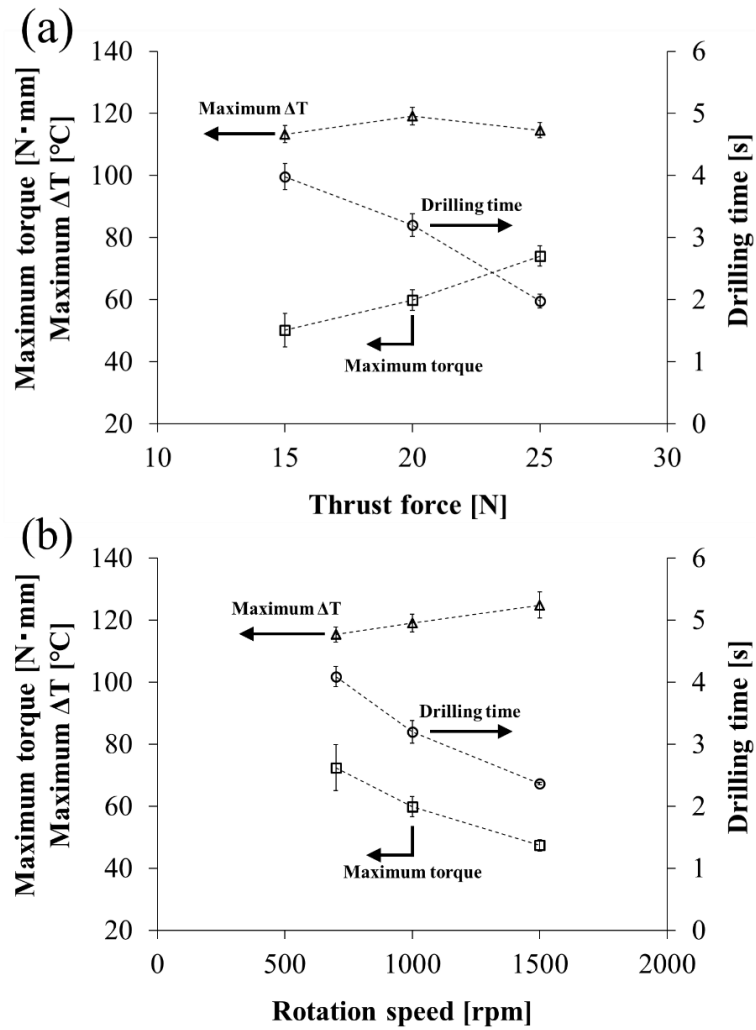 (a)
140
120
100
80
60
40
20
Maximum torque [N·mm]
Maximum ΔT [°C]
Maximum ΔT
Drilling time
Maximum torque
6
5
4
3
2
1
0
Drilling time [s]
10 15 20 25 30
Thrust force [N]
(b)
140
120
100
80
60
40
20
Maximum torque [N·mm]
Maximum ΔT [°C]
Maximum ΔT
Drilling time
Maximum torque
6
5
4
3
2
1
0
Drilling time [s]
0 500 1000 1500 2000
Rotation speed [rpm]